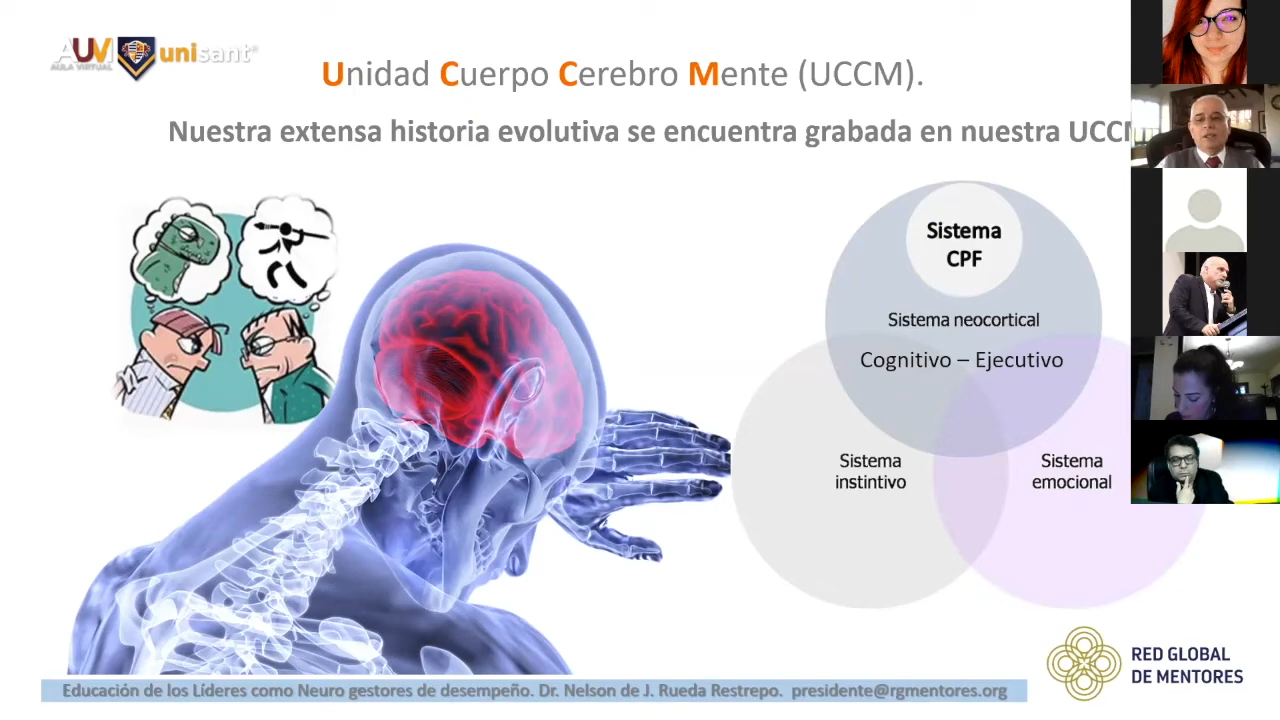 AUVI
AULA VIRTUAL
unisant
Unidad Cuerpo Cerebro Mente (UCCM).
Nuestra extensa historia evolutiva se encuentra grabada en nuestra UCCM
Sistema
CPF
Sistema neocortical
Cognitivo – Ejecutivo
Sistema
instintivo
Sistema
emocional
RED GLOBAL
DE MENTORES
Educación de los Líderes como Neuro gestores de desempeño. Dr. Nelson de J. Rueda Restrepo. presidente@rgmentores.org